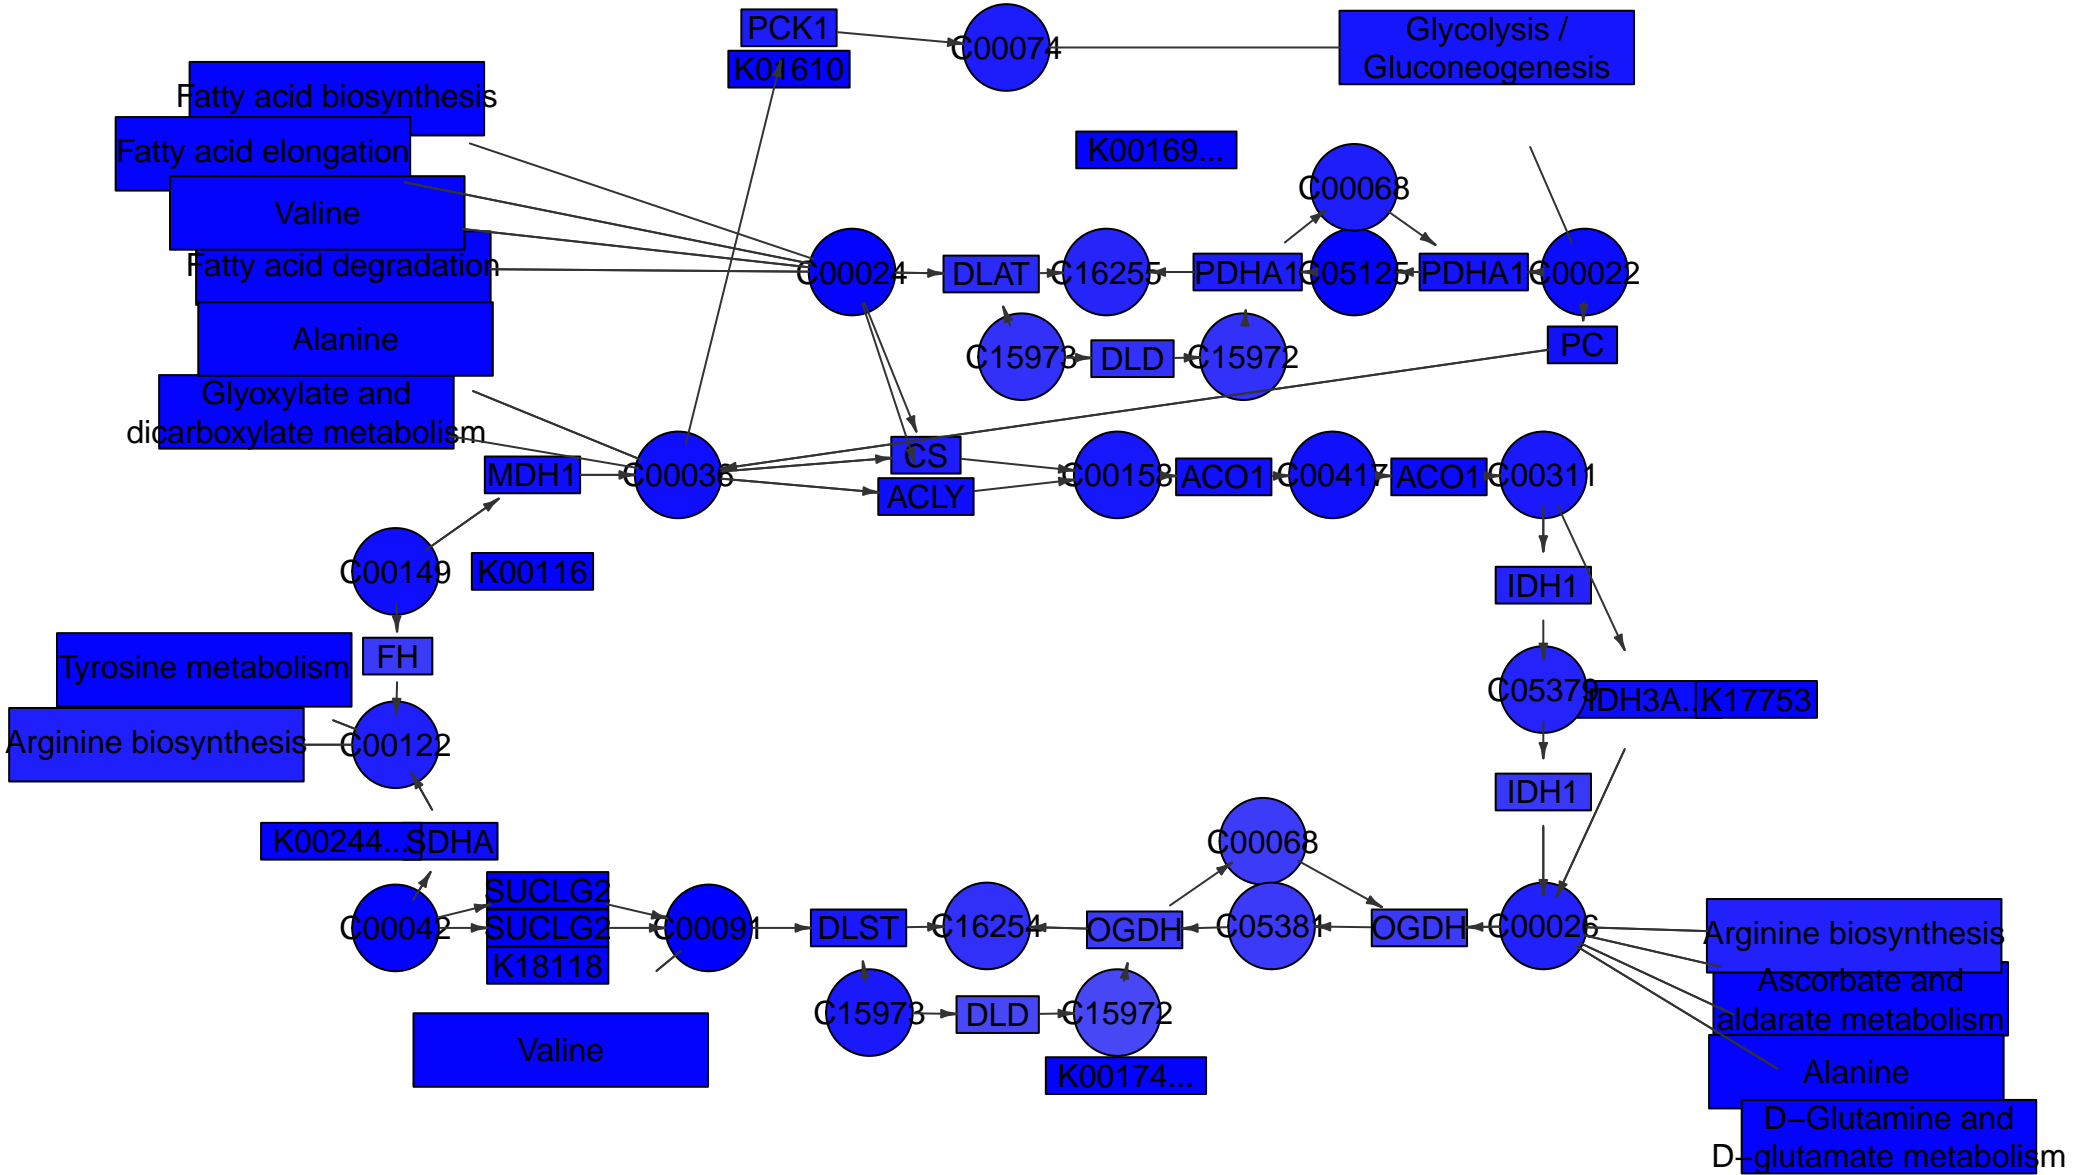 PCK1
C00074
Glycolysis /
Gluconeogenesis
K01610
Fatty acid biosynthesis
Fatty acid elongation
K00169...
C00068
Valine
Fatty acid degradation
C00024
DLAT
C16255
PDHA1
C05125
PDHA1
C00022
Alanine
C15973
DLD
C15972
PC
Glyoxylate and
dicarboxylate metabolism
MDH1
C00036
CS
ACLY
C00158
ACO1
C00417
ACO1
C00311
C00149
K00116
IDH1
Tyrosine metabolism
FH
C05379
IDH3A...
K17753
Arginine biosynthesis
C00122
IDH1
K00244...
SDHA
C00068
SUCLG2
C00042
SUCLG2
C00091
DLST
C16254
OGDH
C05381
OGDH
C00026
Arginine biosynthesis
K18118
Ascorbate and
aldarate metabolism
C15973
DLD
C15972
Valine
K00174...
Alanine
D−Glutamine and
D−glutamate metabolism